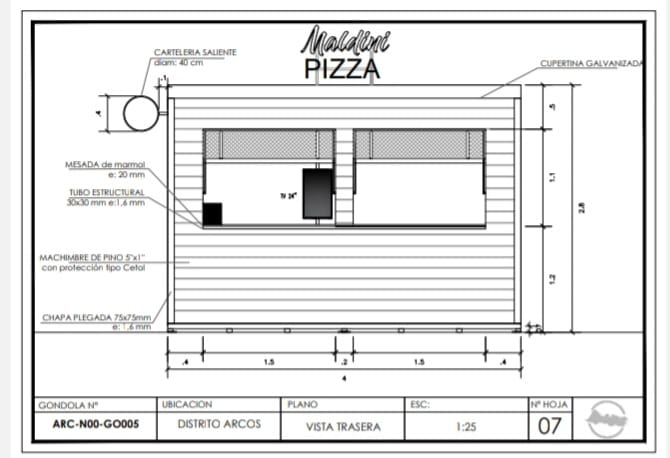 Maldini
PIZZA
CARTELERIA SALIENTE
diam: 40 cm
CUPERTINA GALVANIZADA
.1
.4
.5
MESADA de marmol
e: 20 mm
1.1
TUBO ESTRUCTURAL
30x30 mm e:1,6 mm
TV 24"
2.8
MACHIMBRE DE PINO 5"x1"
con protección tipo Cetol
1.2
CHAPA PLEGADA 75x75mm
e: 1,6 mm
.4 1.5 .2 1.5 .4
4
GONDOLA Nº UBICACION PLANO ESC: Nº HOJA
ARC-N00-GO005 DISTRITO ARCOS VISTA TRASERA 1:25 07